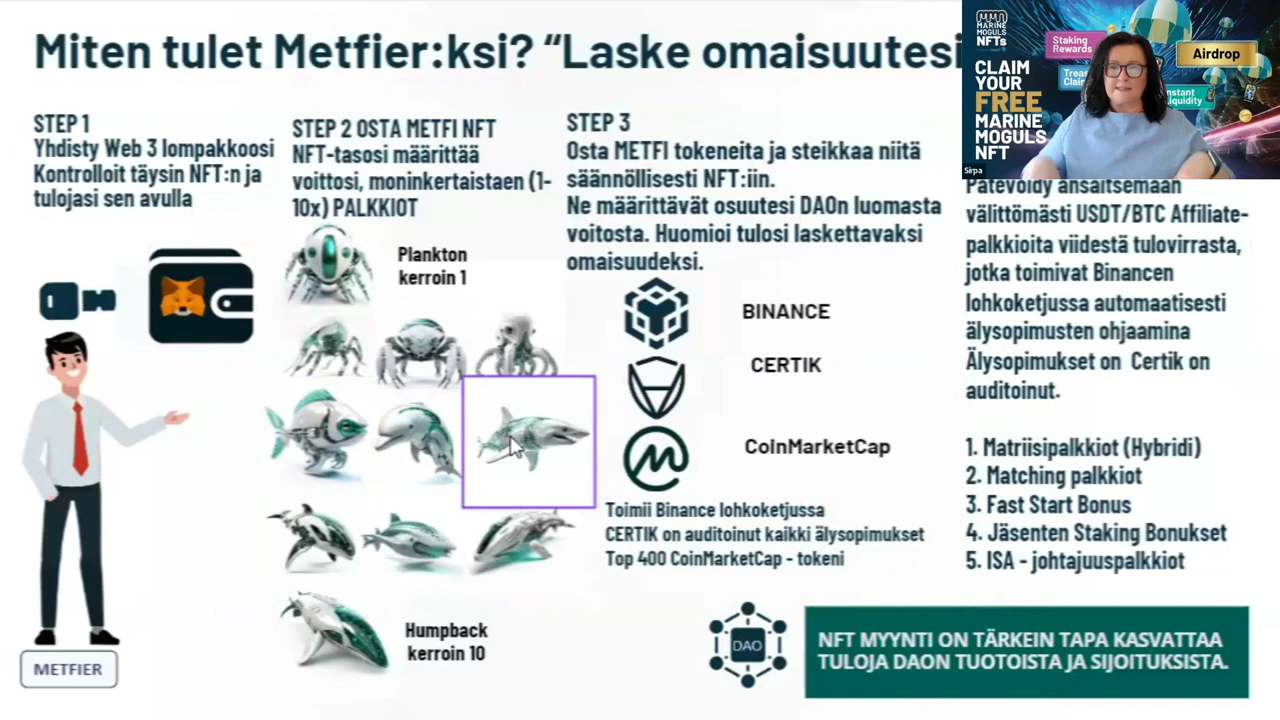 Miten tulet Metfier:ksi? “Laske omaisuutesi
STEP 1
Yhdisty Web 3 lompakkoosi
Kontrolloit täysin NFT:n ja
tulojasi sen avulla
STEP 2 OSTA METFI NFT
NFT-tasosi määrittää
voittosi, moninkertaistaen (1-
10x) PALKKIOT
Plankton
kerroin 1
Humpback
kerroin 10
METFIER
STEP 3
Osta METFI tokeneita ja steikkaa niitä
säännöllisesti NFT:iin.
Ne määrittävät osuutesi DAOn luomasta
voitosta. Huomioi tulosi laskettavaksi
omaisuudeksi.
BINANCE
CERTIK
CoinMarketCap
Toimii Binance lohkoketjussa
CERTIK on auditoinut kaikki älysopimukset
Top 400 CoinMarketCap - tokeni
DAO
MARINE
MOGULS
NFTs
Staking
Rewards
Airdrop
CLAIM
YOUR
FREE
MARINE
MOGULS
NFT
Sirpa
Pätevöidy ansaitsemaan
välittömästi USDT/BTC Affiliate-
palkkioita viidestä tulovirrasta,
jotka toimivat Binancen
lohkoketjussa automaatisesti
älysopimusten ohjaamina
Älysopimukset on Certik on
auditoinut.
1. Matriisipalkkiot (Hybridi)
2. Matching palkkiot
3. Fast Start Bonus
4. Jäsenten Staking Bonukset
5. ISA - johtajuuspalkkiot
NFT MYYNTI ON TÄRKEIN TAPA KASVATTAA
TULOJA DAON TUOTOISTA JA SIJOITUKSISTA.